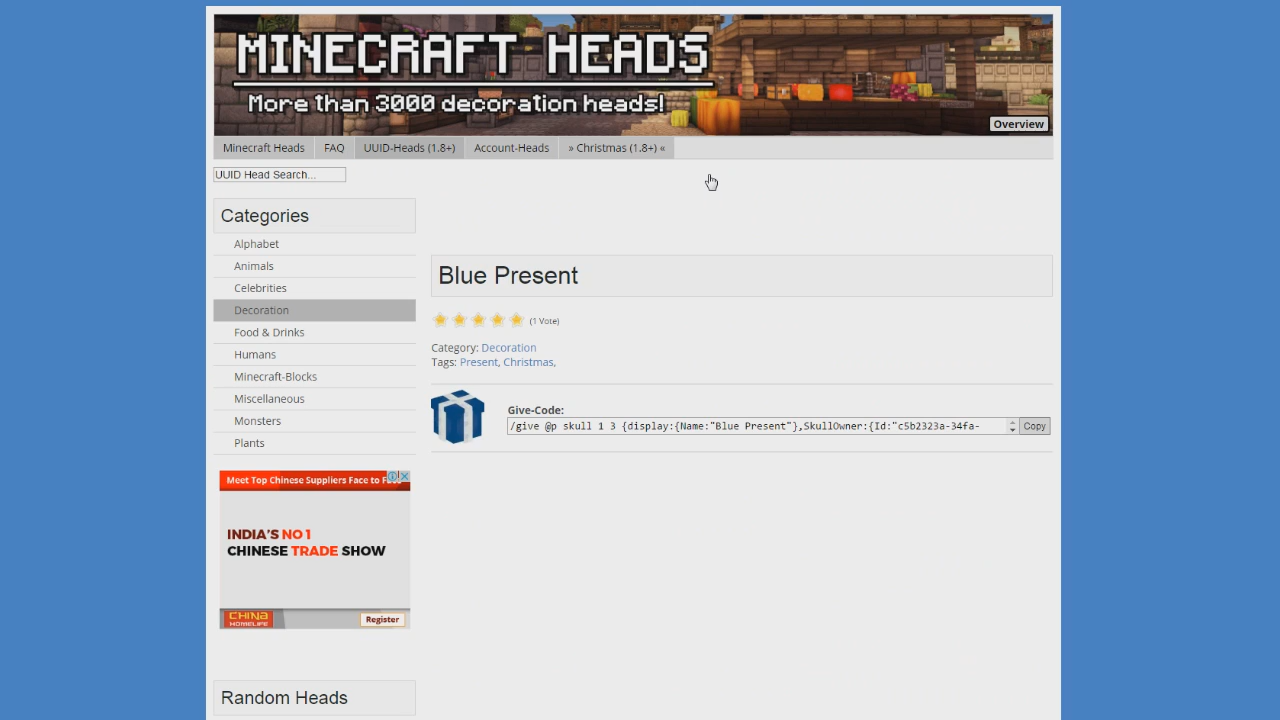 MINECRAFT HEADS
More than 3000 decoration heads!
Overview
Minecraft Heads FAQ UUID-Heads (1.8+) Account-Heads » Christmas (1.8+) «
UUID Head Search...
Categories
Alphabet
Animals
Celebrities
Decoration
Food & Drinks
Humans
Minecraft-Blocks
Miscellaneous
Monsters
Plants
Blue Present
(1 Vote)
Category: Decoration
Tags: Present, Christmas,
Give-Code:
/give @p skull 1 3 {display:{Name:"Blue Present"},SkullOwner:{Id:"c5b2323a-34fa-
Copy
Meet Top Chinese Suppliers Face to
INDIA'S NO 1
CHINESE TRADE SHOW
CHINA
HOMELIFE
Register
Random Heads